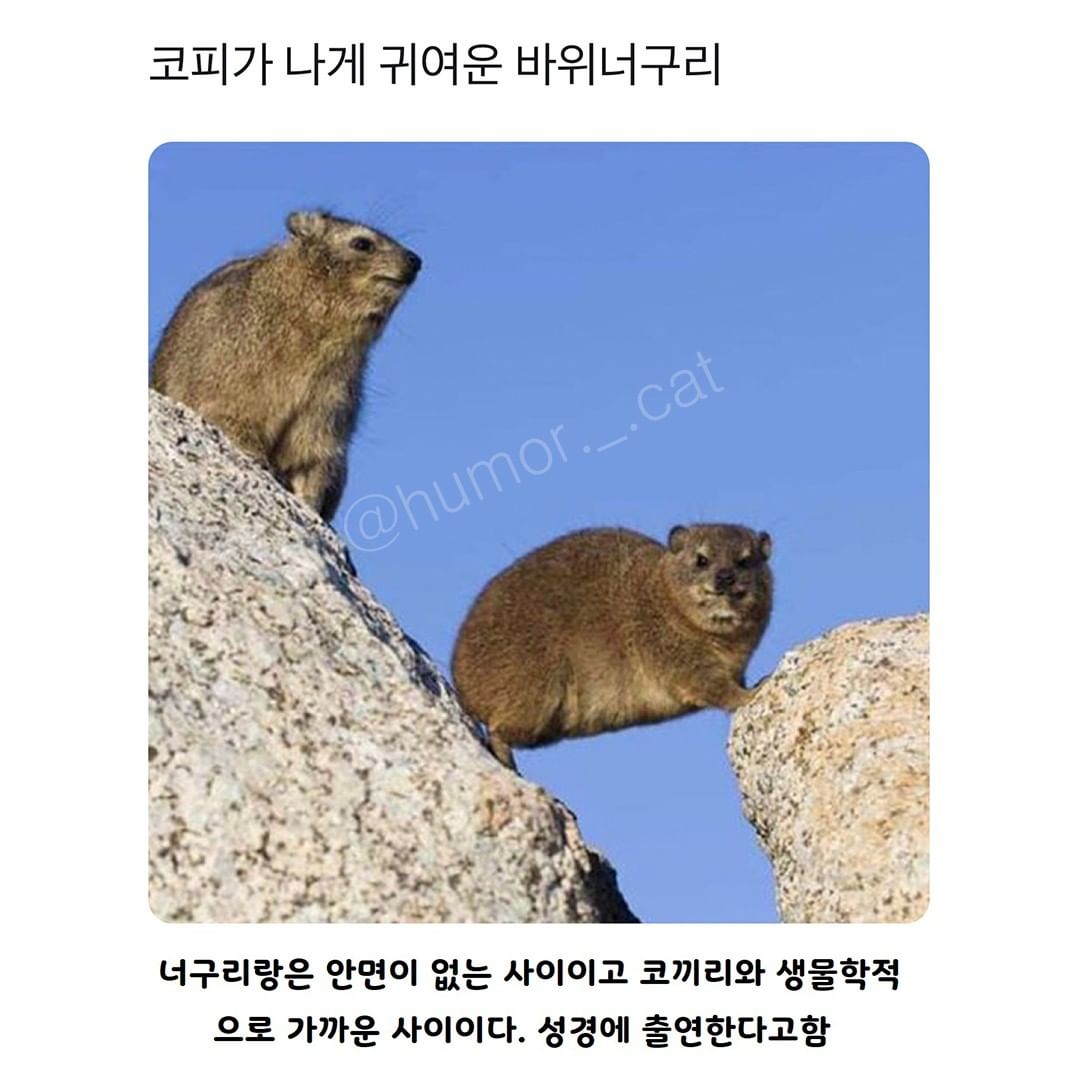 코피가 나게 귀여운 바위너구리
@humor._.cat
너구리랑은 안면이 없는 사이이고 코끼리와 생물학적
으로 가까운 사이이다. 성경에 출연한다고함